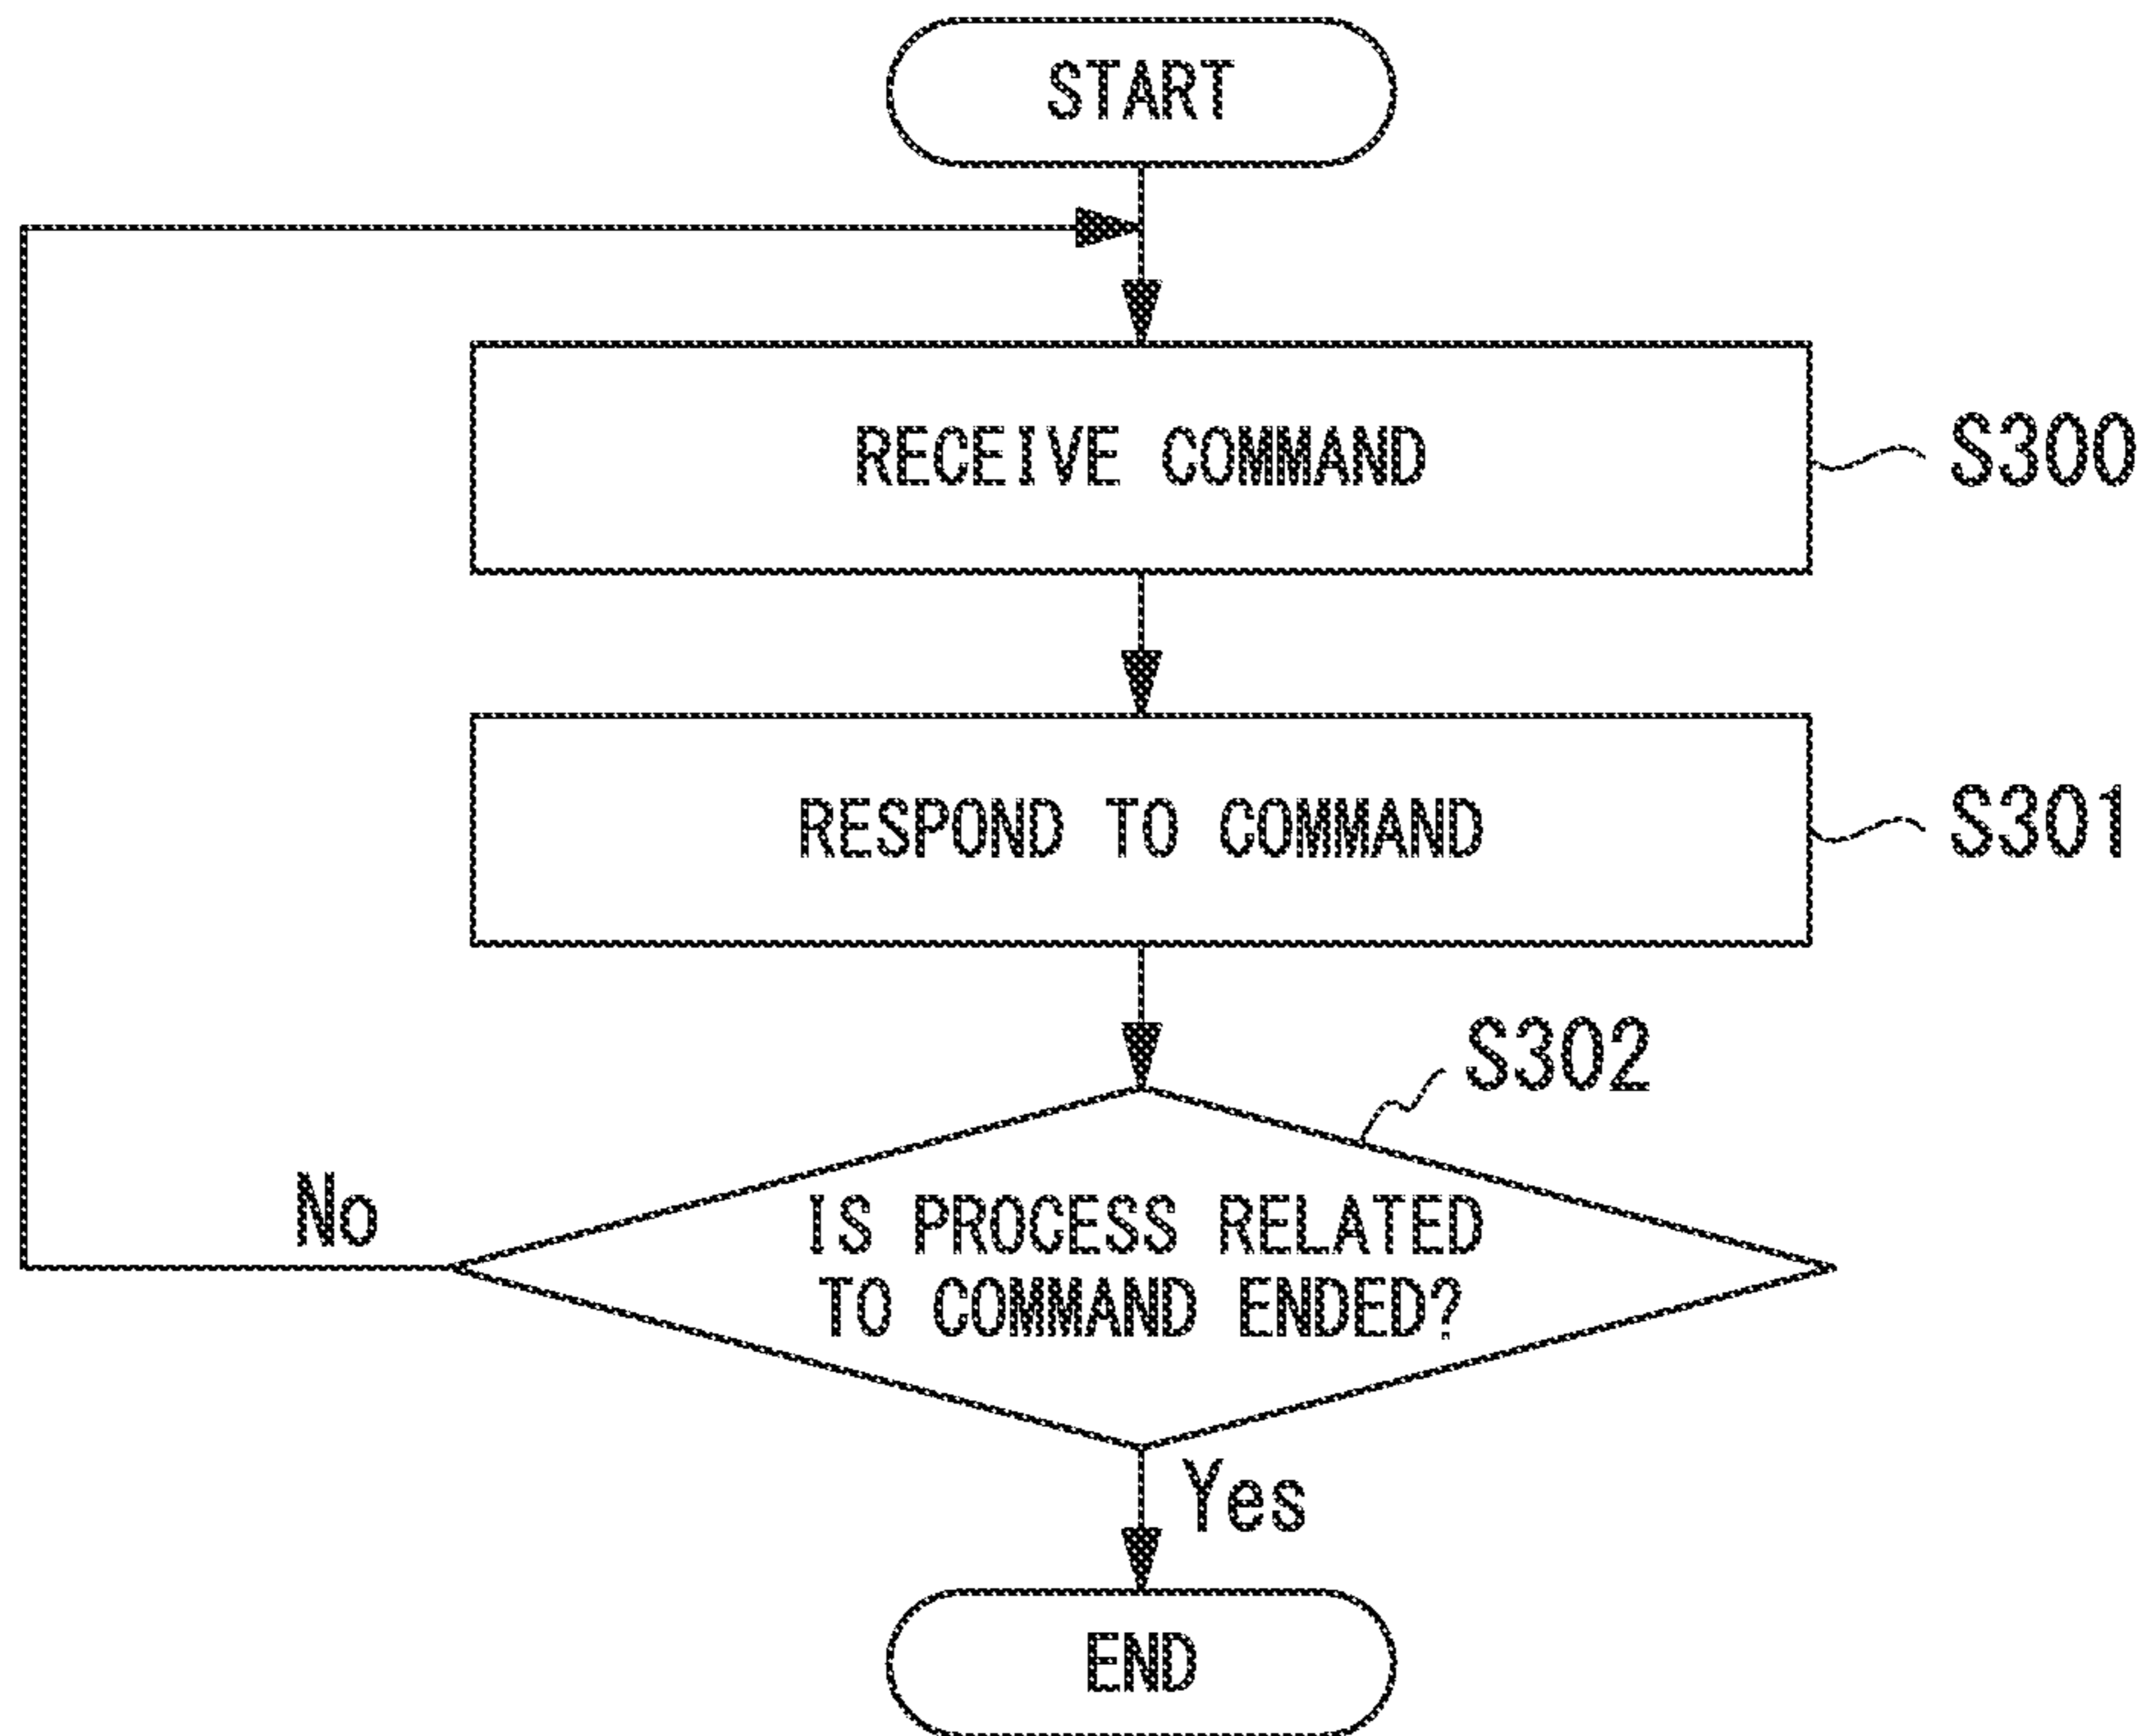 START
RECEIVE COMMAND
S300
RESPOND TO COMMAND
S301
S302
No
IS PROCESS RELATED
TO COMMAND ENDED?
Yes
END